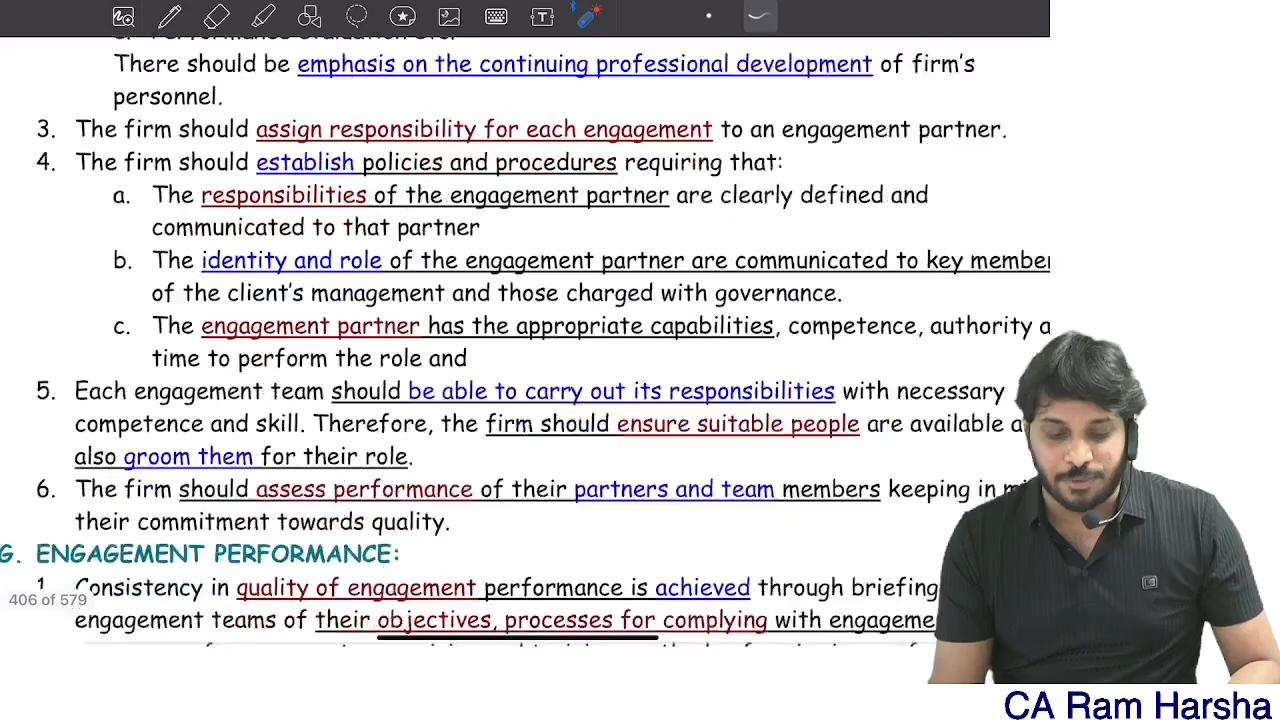 There should be emphasis on the continuing professional development of firm's
personnel.
3. The firm should assign responsibility for each engagement to an engagement partner.
4. The firm should establish policies and procedures requiring that:
a. The responsibilities of the engagement partner are clearly defined and
communicated to that partner
b. The identity and role of the engagement partner are communicated to key member
of the client's management and those charged with governance.
c. The engagement partner has the appropriate capabilities, competence, authority a
time to perform the role and
5. Each engagement team should be able to carry out its responsibilities with necessary
competence and skill. Therefore, the firm should ensure suitable people are available a
also groom them for their role.
6. The firm should assess performance of their partners and team members keeping in
their commitment towards quality.
G. ENGAGEMENT PERFORMANCE:
1. Consistency in quality of engagement performance is achieved through briefing
406 of 579
engagement teams of their objectives, processes for complying with engageme
CA Ram Harsha